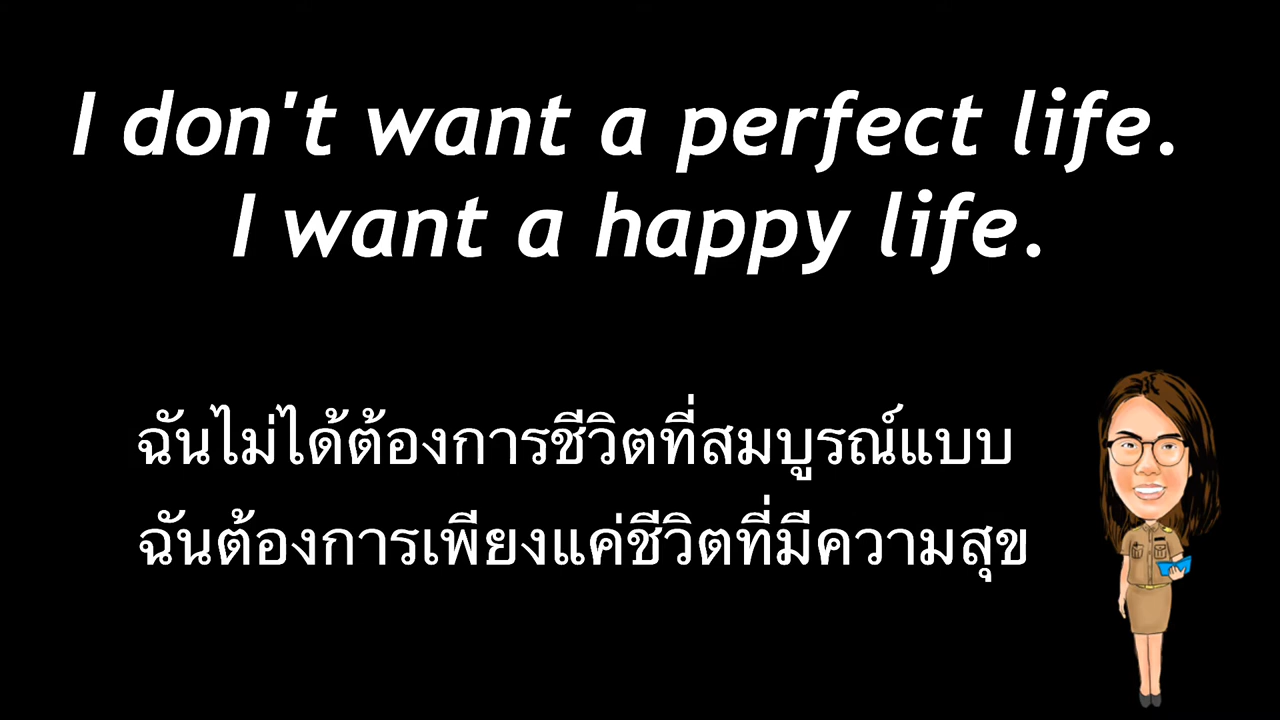 I don't want a perfect life.
I want a happy life.
ฉันไม่ได้ต้องการชีวิตที่สมบูรณ์แบบ
ฉันต้องการเพียงแค่ชีวิตที่มีความสุข